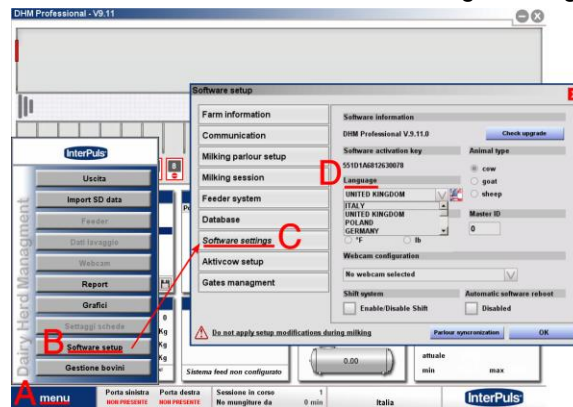 DHM Professional - V9.11
Software setup
Farm information
Communication
Milking parlour setup
Milking session
Feeder system
Database
Software settings
Aktivcow setup
Gates managment
Software information
DHM Professional V.9.11.0
Check upgrade
Software activation key
Animal type
551D1A6812630078
cow
goat
sheep
D
Language
UNITED KINGDOM
ITALY
UNITED KINGDOM
POLAND
GERMANY
Master ID
0
°F
lb
C
Webcam configuration
No webcam selected
Shift system
Automatic software reboot
Enable/Disable Shift
Disabled
Do not apply setup modifications during milking
Parlour syncronization
OK
InterPuls
Dairy Herd Managment
Uscita
Import SD data
Feeder
Dati lavaggio
Webcam
Report
Grafici
Settaggi schede
B
Software setup
Gestione bovini
0
Kg
Kg
Kg
Sistema feed non configurato
0.00
attuale
min
max
A
menu
Porta sinistra
NON PRESENTE
Porta destra
NON PRESENTE
Sessione in corso
1
No mungiture da
0 min
Italia
InterPuls